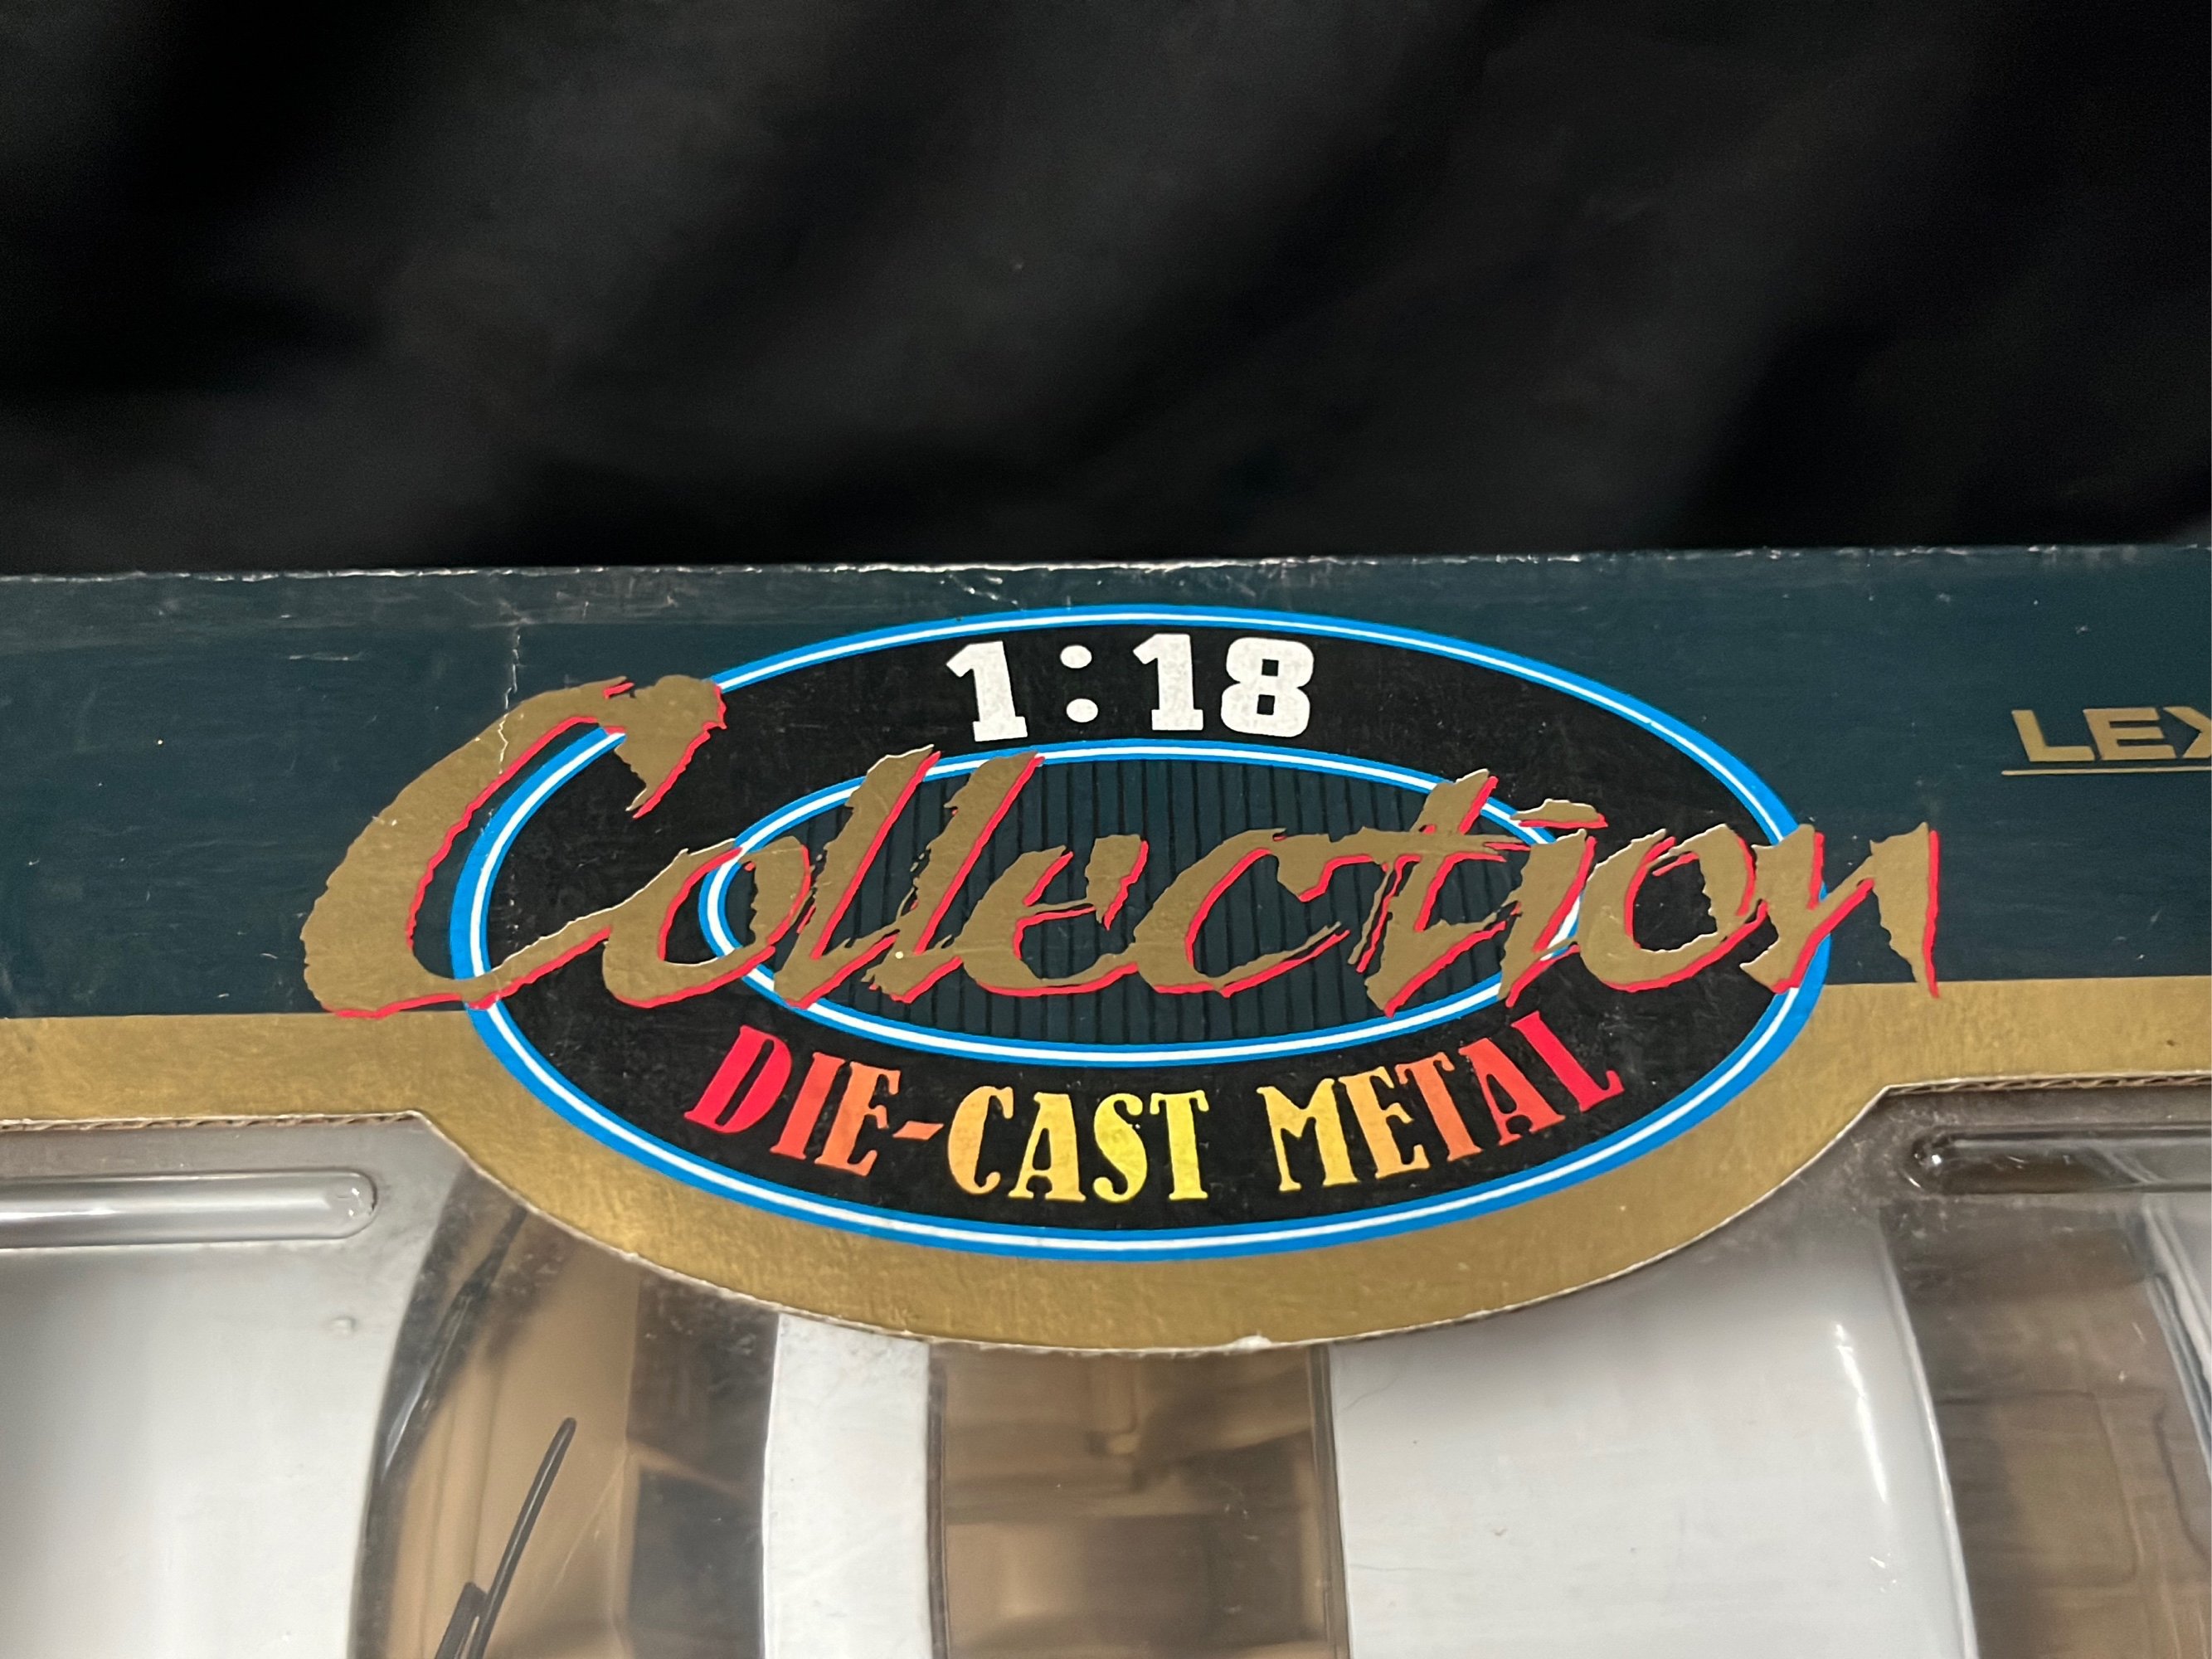 1:18
Collection
DIE-CAST METAL